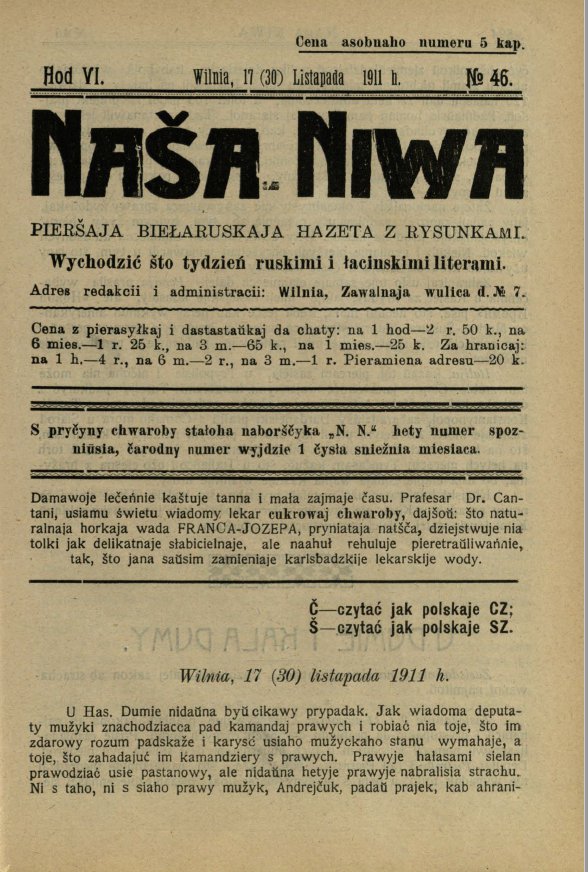 Cena asobnaho numeru 5 kap.
Hod VI. Wilnia, 17 (30) Listapada 1911 h. № 46.
NAŠA NIWA
PIERŠAJA BIEŁARUSKAJA HAZETA Z RYSUNKAMI.
Wychodzić što tydzień ruskimi i łacinskimi literami.
Adres redakcii i administracii: Wilnia, Zawalnaja wulica d. № 7.
Cena z pierasyłkaj i dastastaŭkaj da chaty: na 1 hod—2 r. 50 k., na
6 mies.—1 r. 25 k., na 3 m.—65 k., na 1 mies.—25 k. Za hranicaj:
na 1 h.—4 r., na 6 m.—2 r., na 3 m.—1 r. Pieramiena adresu—20 k.
S pryčyny chwaroby stałoha naborščyka „N. N.“ hety numer spoz-
niŭsia, čarodny numer wyjdzie 1 čysła śniežnia miesiaca.
Damawoje lečeńnie kaštuje tanna i mała zajmaje času. Prafesar Dr. Can-
tani, usiamu świetu wiadomy lekar cukrowaj chwaroby, dajšoŭ: što natu-
ralnaja horkaja wada FRANCA-JOZEPA, pryniataja natšča, dziejstwuje nia
tolki jak delikatnaje słabicielnaje, ale naahuł rehuluje pieretraŭliwańnie,
tak, što jana saŭsim zamieniaje karlsbadzkije lekarskije wody.
Č—czytać jak polskaje CZ;
Š—czytać jak polskaje SZ.
Wilnia, 17 (30) listapada 1911 h.
U Has. Dumie nidaŭna byŭ cikawy prypadak. Jak wiadoma deputa-
ty mużyki znachodziacca pad kamandaj prawych i robiać nia toje, što im
zdarowy rozum padskaże i karyść usiaho mużyckaho stanu wymahaje, a
toje, što zahadajuć im kamandziery s prawych. Prawyje hałasami sielan
prawodziać usie pastanowy, ale nidaŭna hetyje prawyje nabralisia strachu.
Ni s taho, ni s siaho prawy mużyk, Andrejčuk, padaŭ prajek, kab ahrani-